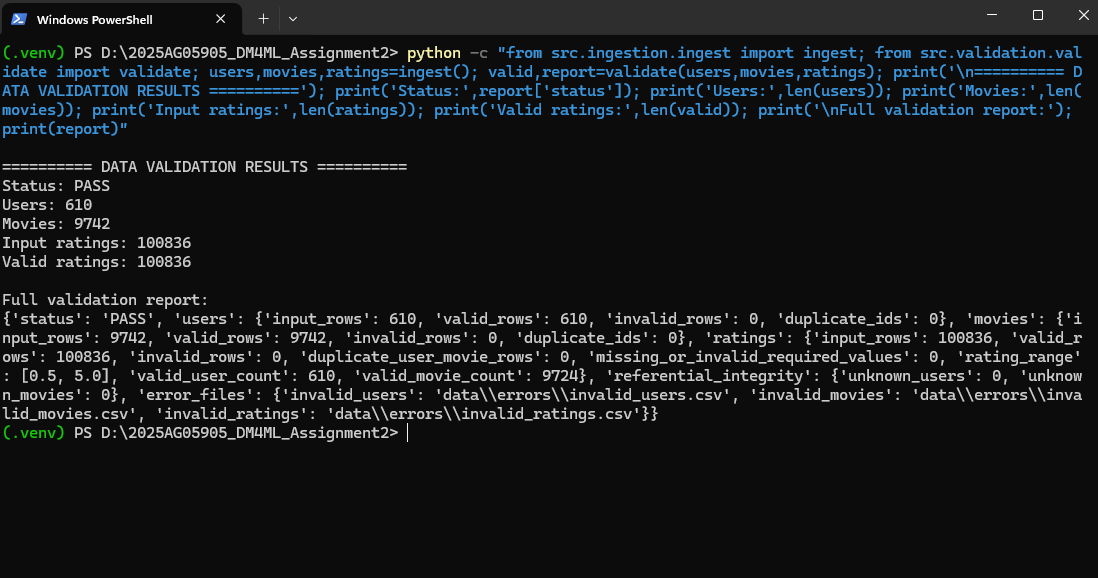 Windows PowerShell
(.venv) PS D:\2025AG05905_DM4ML_Assignment2> python -c "from src.ingestion.ingest import ingest; from src.validation.val
idate import validate; users,movies,ratings=ingest(); valid,report=validate(users,movies,ratings); print('\n========== D
ATA VALIDATION RESULTS =========='); print('Status:',report['status']); print('Users:',len(users)); print('Movies:',len(
movies)); print('Input ratings:',len(ratings)); print('Valid ratings:',len(valid)); print('\nFull validation report:');
print(report)"
========== DATA VALIDATION RESULTS ==========
Status: PASS
Users: 610
Movies: 9742
Input ratings: 100836
Valid ratings: 100836
Full validation report:
{'status': 'PASS', 'users': {'input_rows': 610, 'valid_rows': 610, 'invalid_rows': 0, 'duplicate_ids': 0}, 'movies': {'i
nput_rows': 9742, 'valid_rows': 9742, 'invalid_rows': 0, 'duplicate_ids': 0}, 'ratings': {'input_rows': 100836, 'valid_r
ows': 100836, 'invalid_rows': 0, 'duplicate_user_movie_rows': 0, 'missing_or_invalid_required_values': 0, 'rating_range'
: [0.5, 5.0], 'valid_user_count': 610, 'valid_movie_count': 9724}, 'referential_integrity': {'unknown_users': 0, 'unknow
n_movies': 0}, 'error_files': {'invalid_users': 'data\\errors\\invalid_users.csv', 'invalid_movies': 'data\\errors\\inva
lid_movies.csv', 'invalid_ratings': 'data\\errors\\invalid_ratings.csv'}}
(.venv) PS D:\2025AG05905_DM4ML_Assignment2>